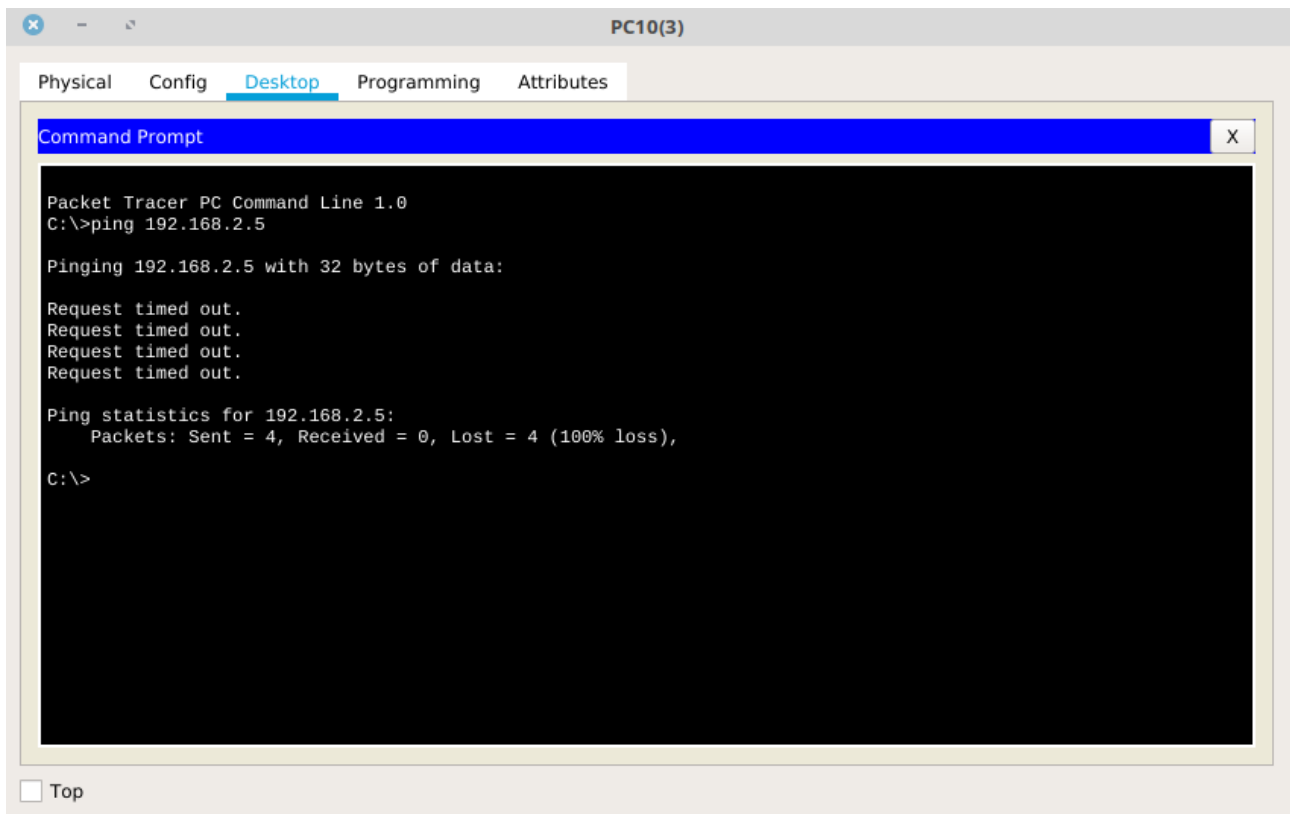 PC10(3)
Physical Config Desktop Programming Attributes
Command Prompt
X
Packet Tracer PC Command Line 1.0
C:\>ping 192.168.2.5
Pinging 192.168.2.5 with 32 bytes of data:
Request timed out.
Request timed out.
Request timed out.
Request timed out.
Ping statistics for 192.168.2.5:
    Packets: Sent = 4, Received = 0, Lost = 4 (100% loss),
C:\>
Top